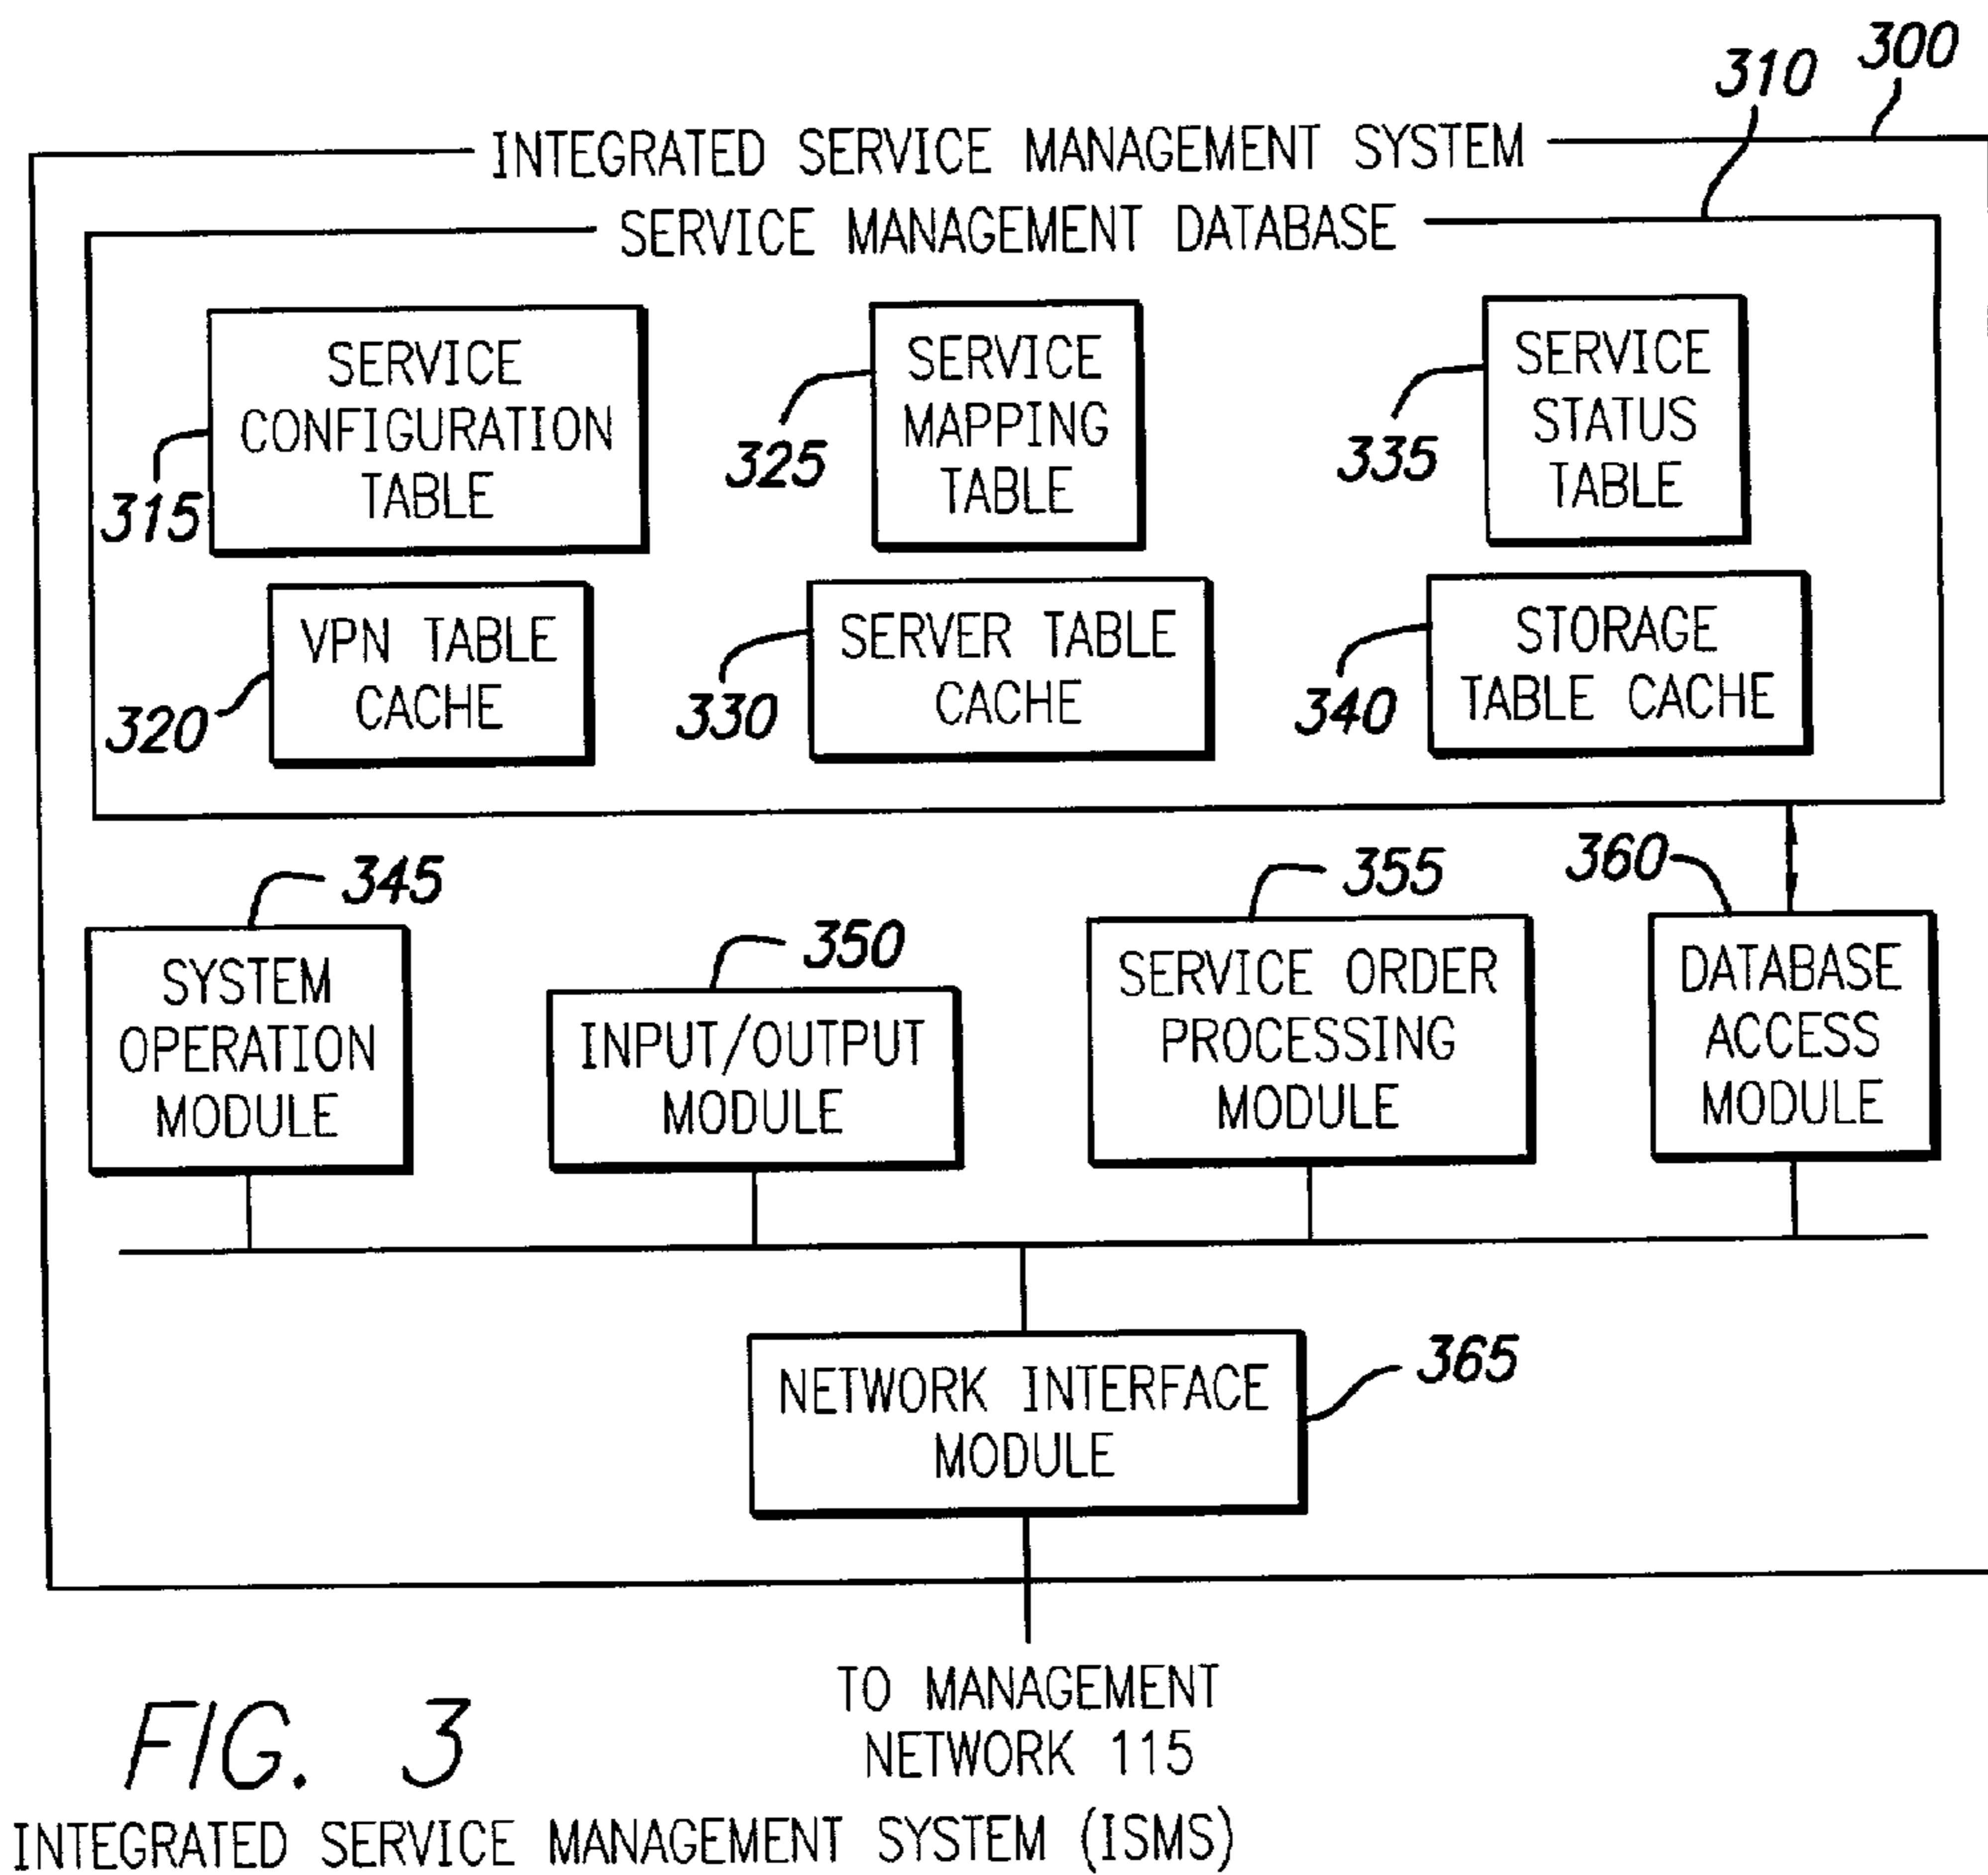 310 300
INTEGRATED SERVICE MANAGEMENT SYSTEM
SERVICE MANAGEMENT DATABASE
SERVICE
CONFIGURATION
TABLE
315
SERVICE
MAPPING
TABLE
325
SERVICE
STATUS
TABLE
335
VPN TABLE
CACHE
320
SERVER TABLE
CACHE
330
STORAGE
TABLE CACHE
340
345
SYSTEM
OPERATION
MODULE
350
INPUT/OUTPUT
MODULE
355
SERVICE ORDER
PROCESSING
MODULE
360
DATABASE
ACCESS
MODULE
NETWORK INTERFACE
MODULE
365
TO MANAGEMENT
NETWORK 115
FIG. 3
INTEGRATED SERVICE MANAGEMENT SYSTEM (ISMS)